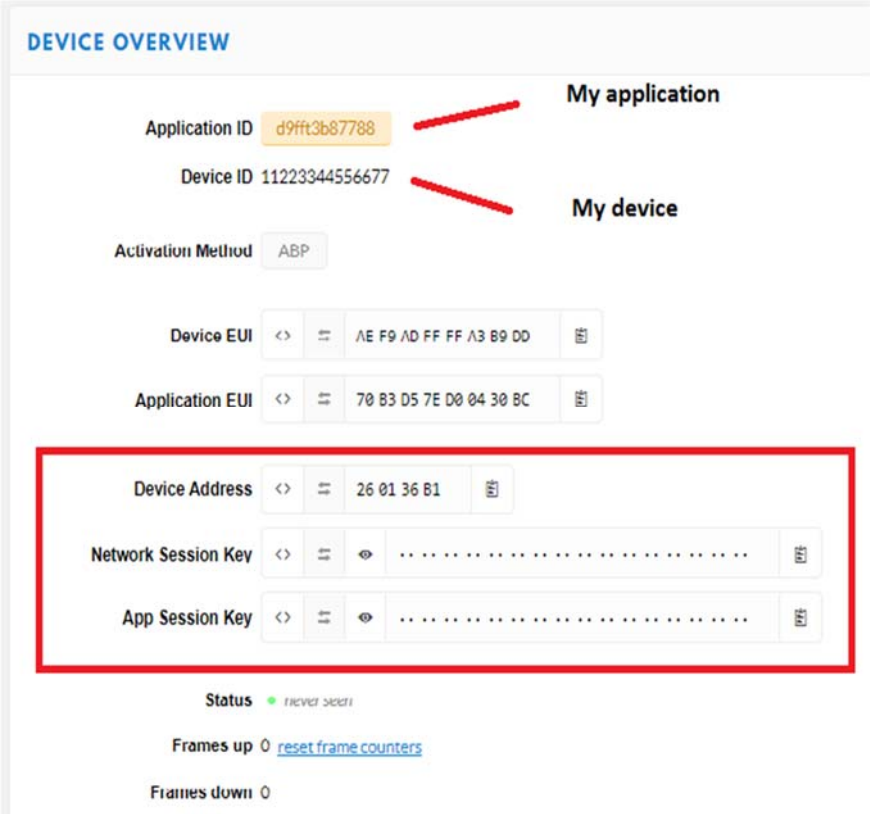 DEVICE OVERVIEW
My application
Application ID d9fft3b87788
Device ID 11223344556677
My device
Activation Method ABP
Device EUI <> AE F9 AD FF FF A3 B9 DD
Application EUI <> 70 B3 D5 7E D0 04 30 BC
Device Address <> 26 01 36 B1
Network Session Key <> .. .. .. .. .. .. .. .. .. .. .. .. .. .. .. ..
App Session Key <> .. .. .. .. .. .. .. .. .. .. .. .. .. .. .. ..
Status never seen
Frames up 0 reset frame counters
Frames down 0